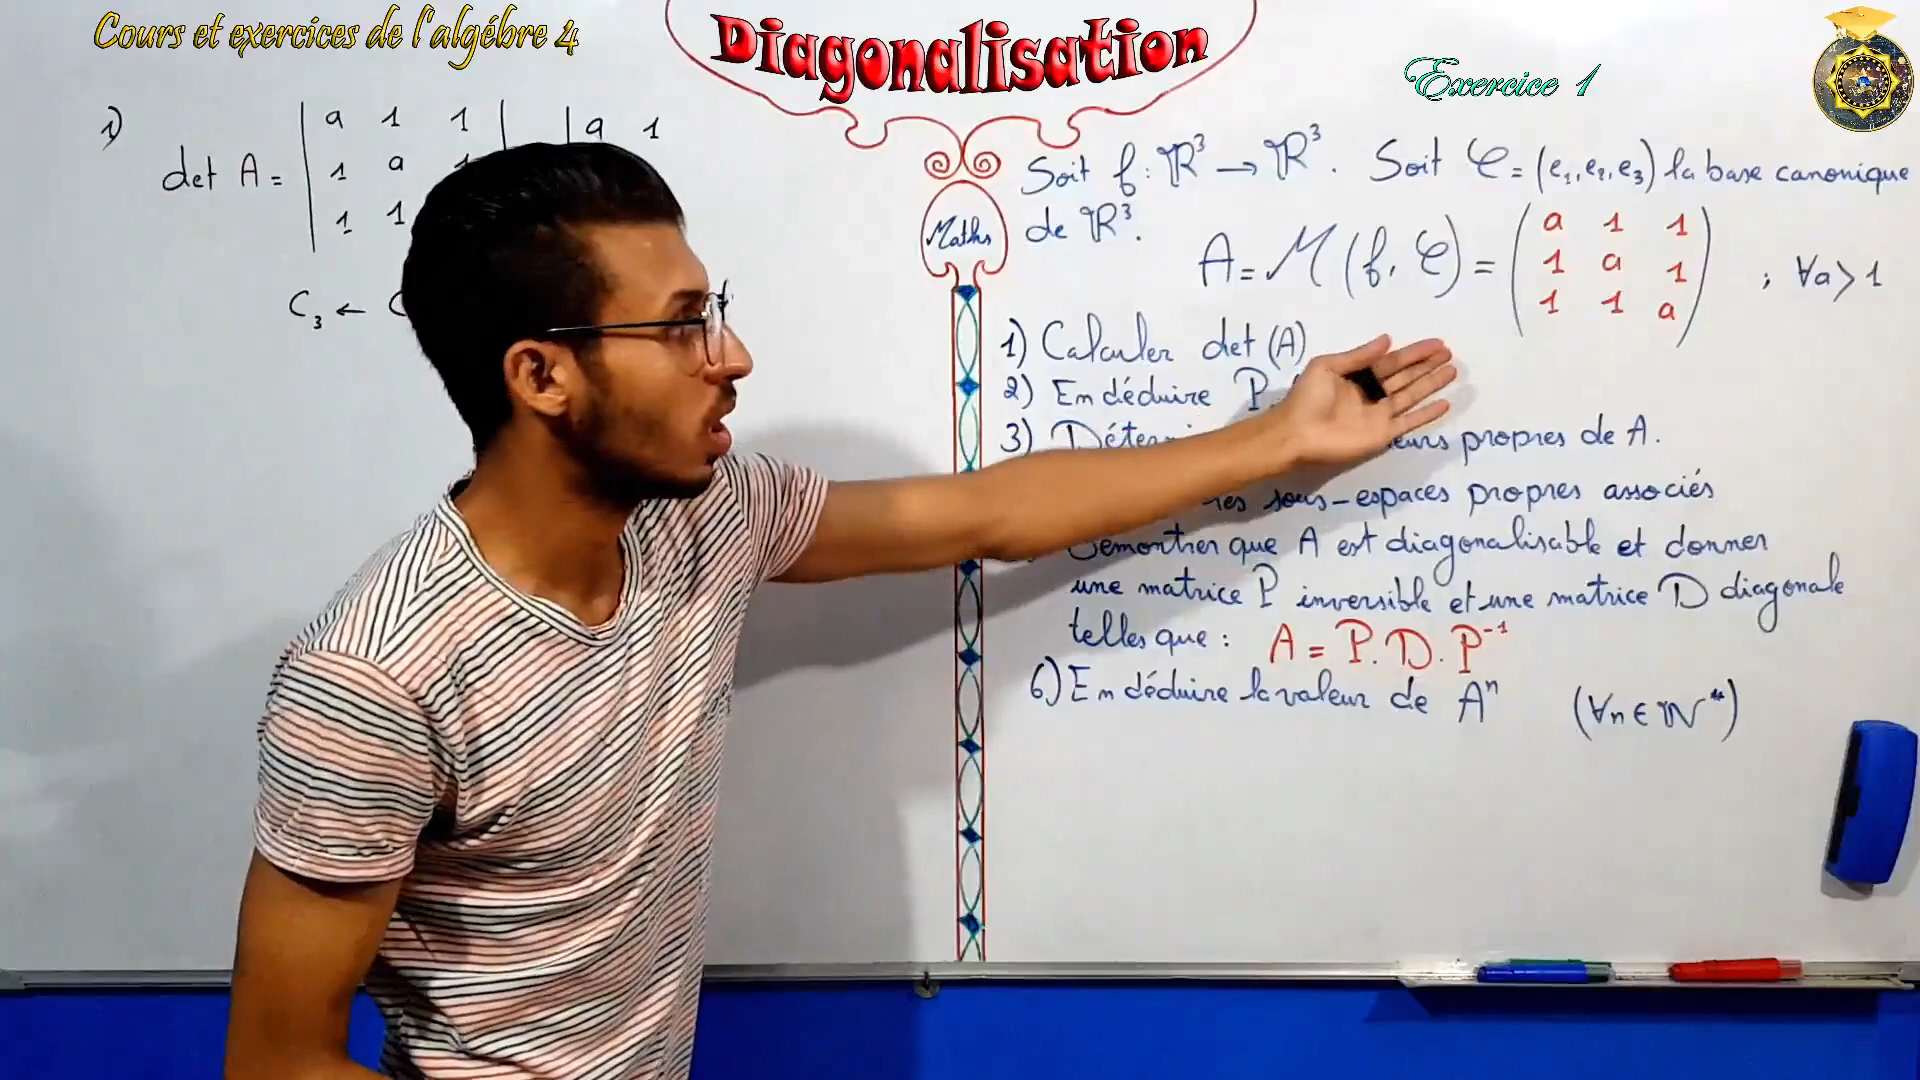 Cours et exercices de l'algébre 4
Diagonalisation
Exercice 1
1)
det A = | a 1 1 | | a 1
1 a 1
1 1
C₃ ← C
Maths
Soit f : ℝ³ → ℝ³. Soit 𝒞 = (e₁, e₂, e₃) la base canonique
de ℝ³.
A = M(f, 𝒞) = ( a 1 1
1 a 1
1 1 a ) ; ∀a > 1
1) Calculer det (A)
2) En déduire P
3) propres de A.
sous-espaces propres associés
Démontrer que A est diagonalisable et donner
une matrice P inversible et une matrice D diagonale
telles que : A = P.D.P⁻¹
6) En déduire la valeur de Aⁿ (∀n ∈ ℕ*)